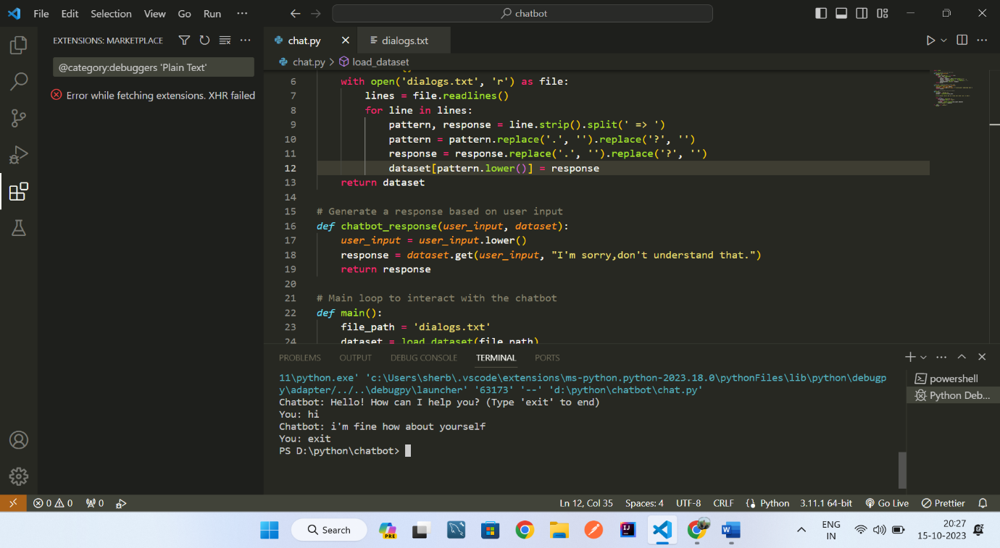 File Edit Selection View Go Run ···
chatbot
EXTENSIONS: MARKETPLACE
@category:debuggers 'Plain Text'
Error while fetching extensions. XHR failed
chat.py
dialogs.txt
chat.py > load_dataset
6 with open('dialogs.txt', 'r') as file:
7 lines = file.readlines()
8 for line in lines:
9 pattern, response = line.strip().split(' => ')
10 pattern = pattern.replace('.', '').replace('?', '')
11 response = response.replace('.', '').replace('?', '')
12 dataset[pattern.lower()] = response
13 return dataset
14
15 # Generate a response based on user input
16 def chatbot_response(user_input, dataset):
17 user_input = user_input.lower()
18 response = dataset.get(user_input, "I'm sorry,don't understand that.")
19 return response
20
21 # Main loop to interact with the chatbot
22 def main():
23 file_path = 'dialogs.txt'
24 dataset = load_dataset(file_path)
PROBLEMS OUTPUT DEBUG CONSOLE TERMINAL PORTS
11\python.exe' 'c:\Users\sherb\.vscode\extensions\ms-python.python-2023.18.0\pythonFiles\lib\python\debugp
y\adapter/../..\debugpy\launcher' '63173' '--' 'd:\python\chatbot\chat.py'
Chatbot: Hello! How can I help you? (Type 'exit' to end)
You: hi
Chatbot: i'm fine how about yourself
You: exit
PS D:\python\chatbot>
powershell
Python Deb...
0 0 0
Ln 12, Col 35 Spaces: 4 UTF-8 CRLF Python 3.11.1 64-bit Go Live Prettier
Search
PRE
ENG
IN
20:27
15-10-2023